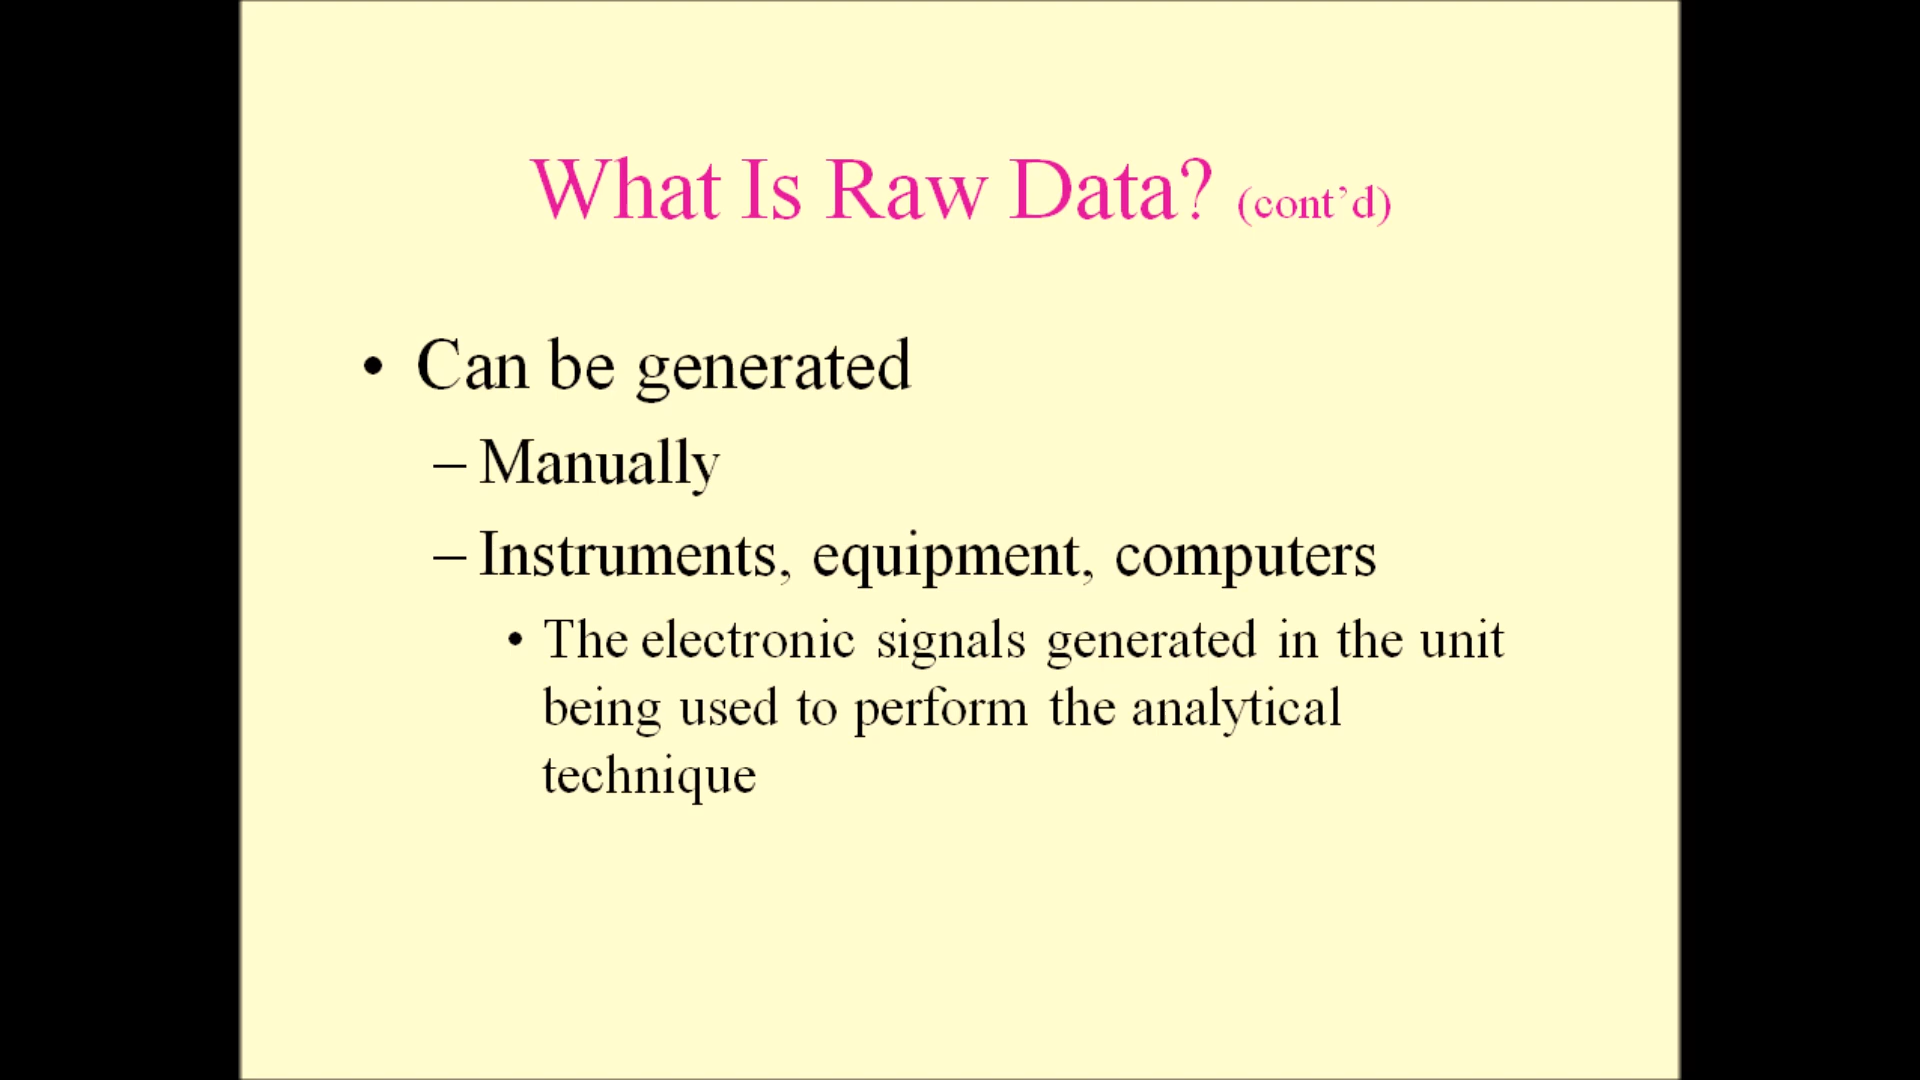 What Is Raw Data? (cont’d)
• Can be generated
– Manually
– Instruments, equipment, computers
• The electronic signals generated in the unit
being used to perform the analytical
technique